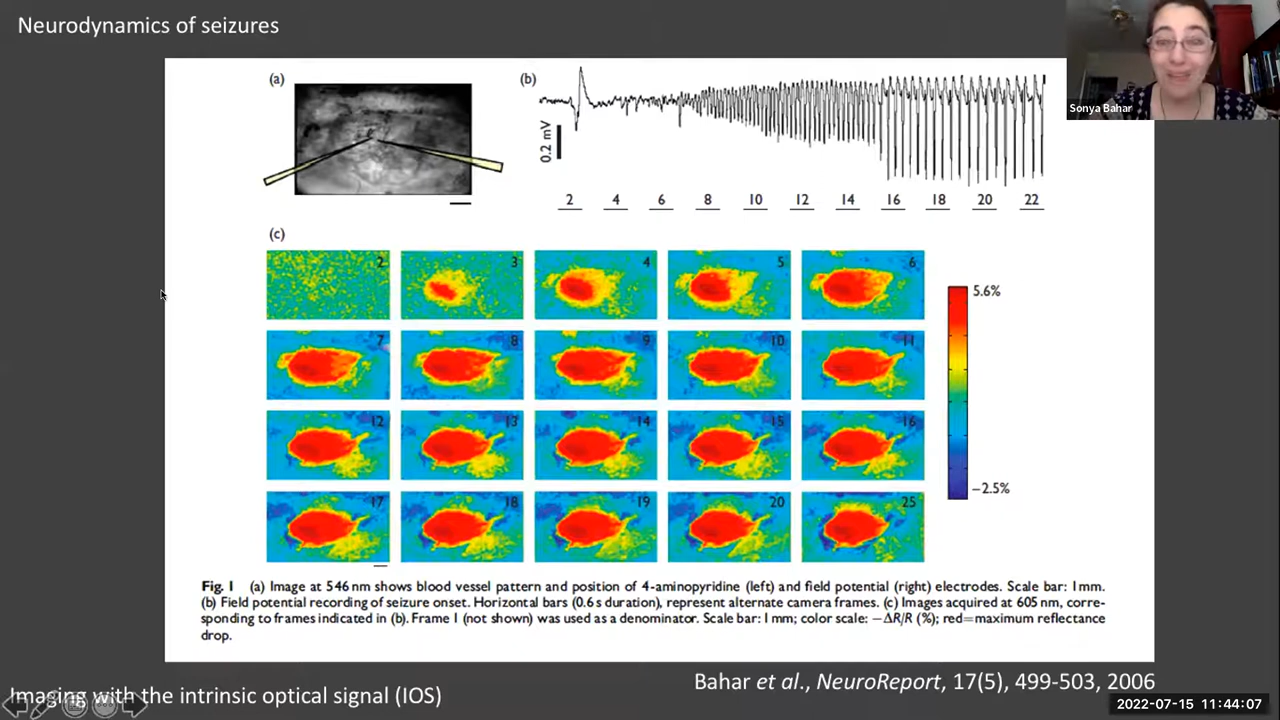 Neurodynamics of seizures
Sonya Bahar
(a)
(b)
0.2 mV
2 4 6 8 10 12 14 16 18 20 22
(c)
2 3 4 5 6
7 8 9 10 11
12 13 14 15 16
17 18 19 20 25
5.6%
−2.5%
Fig. 1 (a) Image at 546 nm shows blood vessel pattern and position of 4-aminopyridine (left) and field potential (right) electrodes. Scale bar: 1mm.
(b) Field potential recording of seizure onset. Horizontal bars (0.6 s duration), represent alternate camera frames. (c) Images acquired at 605 nm, corre-
sponding to frames indicated in (b). Frame 1 (not shown) was used as a denominator. Scale bar: 1 mm; color scale: −ΔR/R (%); red=maximum reflectance
drop.
Bahar et al., NeuroReport, 17(5), 499-503, 2006
Imaging with the intrinsic optical signal (IOS)
2022-07-15 11:44:07